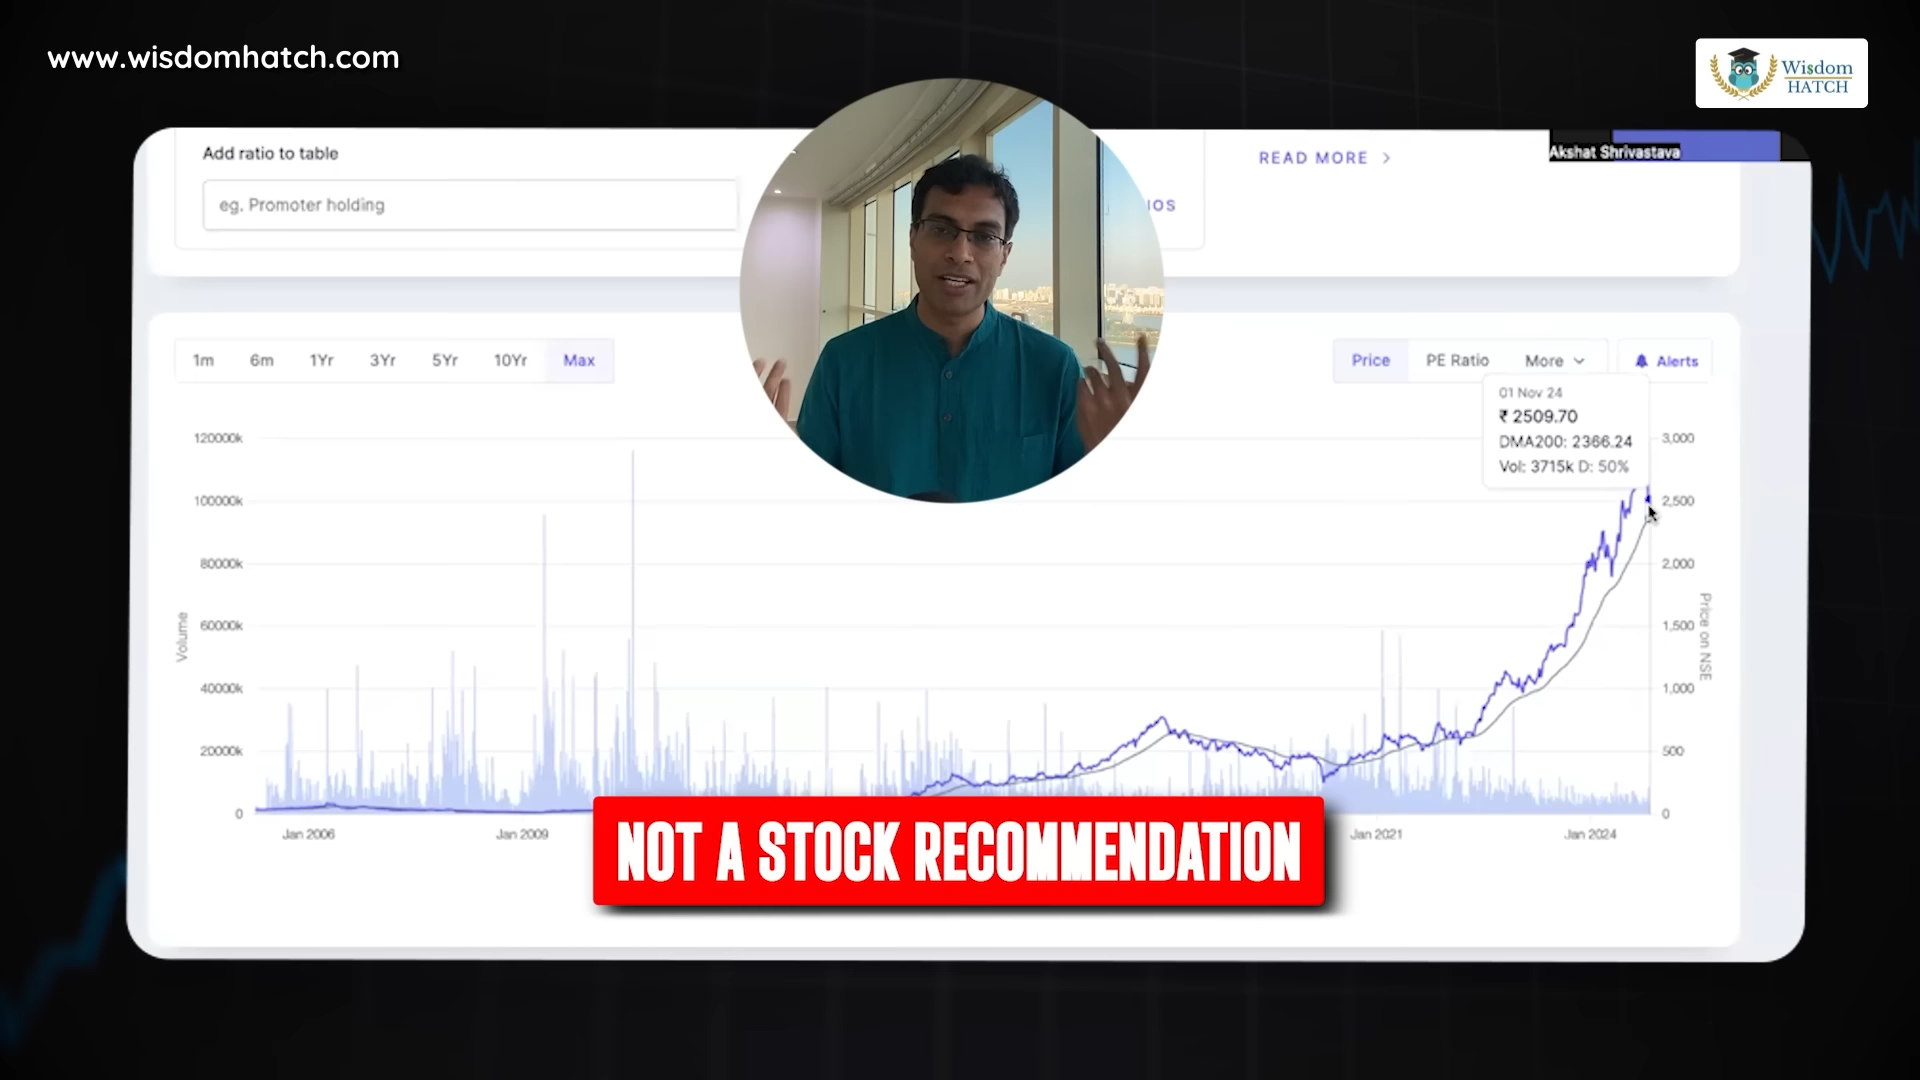 www.wisdomhatch.com
Wisdom
HATCH
Add ratio to table
READ MORE >
Akshat Shrivastava
eg. Promoter holding
IOS
1m 6m 1Yr 3Yr 5Yr 10Yr Max
Price PE Ratio More Alerts
01 Nov 24
₹ 2509.70
DMA200: 2366.24
Vol: 3715k D: 50%
120000k 3,000
100000k 2,500
80000k 2,000
60000k 1,500
40000k 1,000
20000k 500
0 0
Volume
Price on NSE
Jan 2006 Jan 2009 Jan 2021 Jan 2024
NOT A STOCK RECOMMENDATION